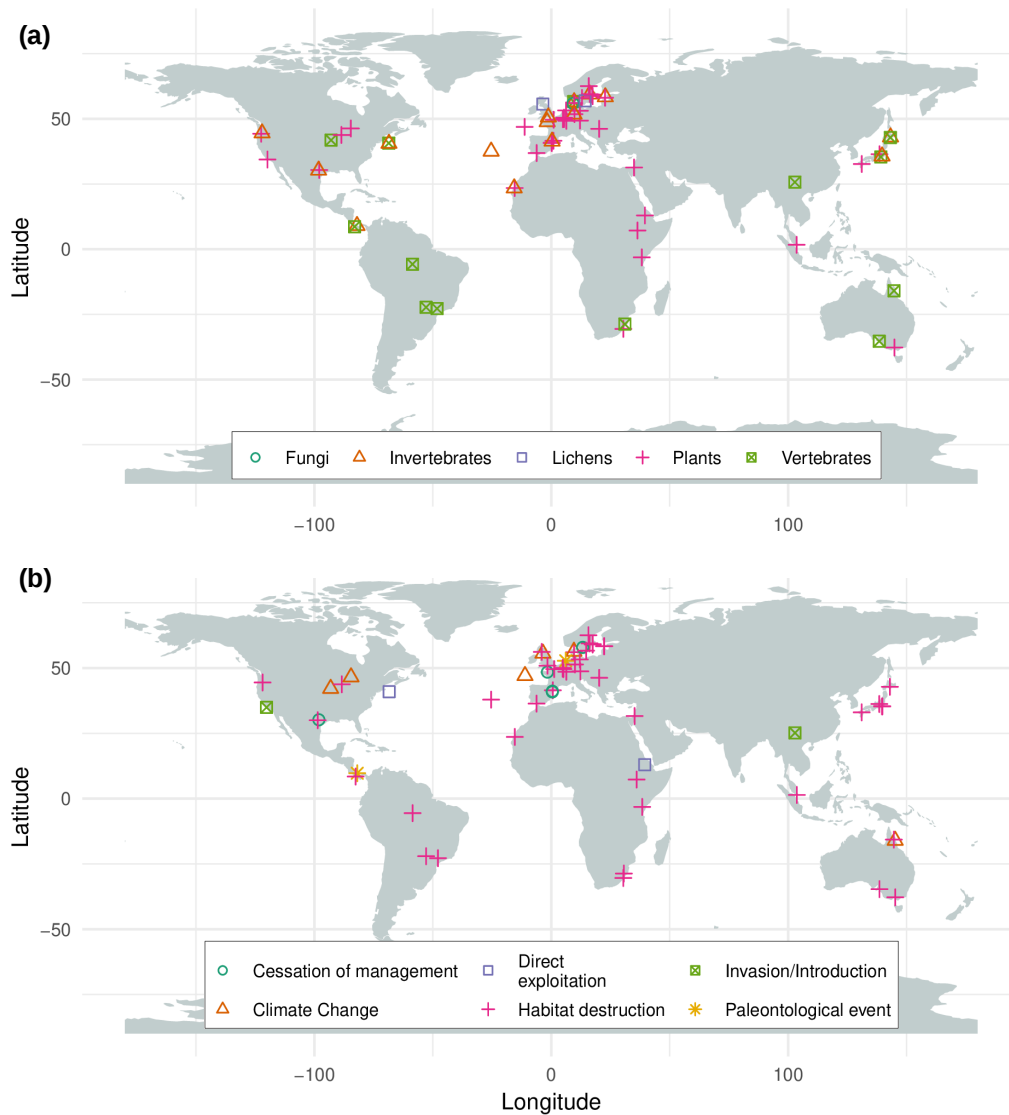 (a)
50
0
−50
Latitude
Fungi Invertebrates Lichens Plants Vertebrates
−100 0 100
(b)
50
0
−50
Latitude
Cessation of management
Direct
exploitation
Invasion/Introduction
Climate Change
Habitat destruction
Paleontological event
−100 0 100
Longitude